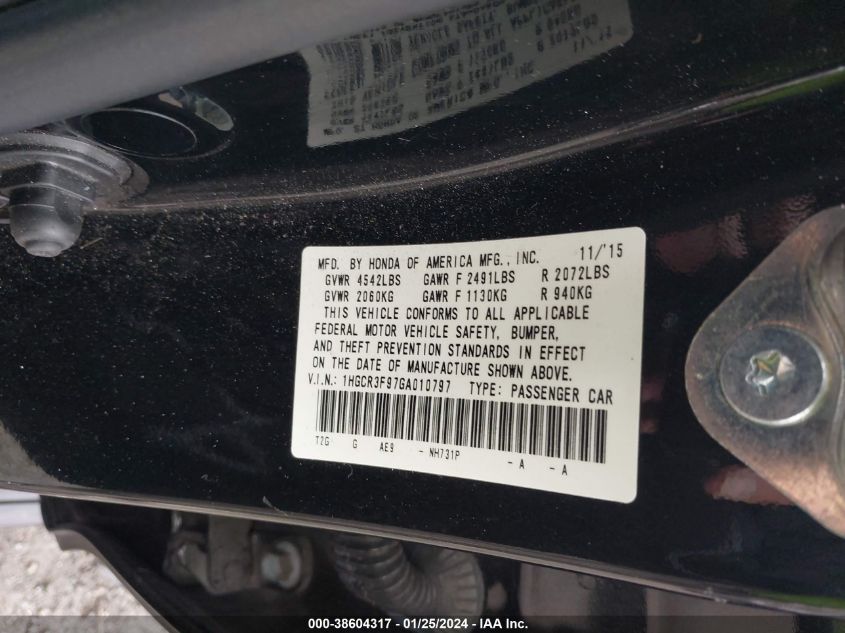 MFD. BY HONDA OF AMERICA MFG., INC. 11/'15
GVWR 4542LBS GAWR F 2491LBS R 2072LBS
GVWR 2060KG GAWR F 1130KG R 940KG
THIS VEHICLE CONFORMS TO ALL APPLICABLE
FEDERAL MOTOR VEHICLE SAFETY, BUMPER,
AND THEFT PREVENTION STANDARDS IN EFFECT
ON THE DATE OF MANUFACTURE SHOWN ABOVE.
V.I.N.: 1HGCR3F97GA010797 TYPE: PASSENGER CAR
T2G G AE9 - NH731P - A - A
000-38604317 - 01/25/2024 - IAA Inc.